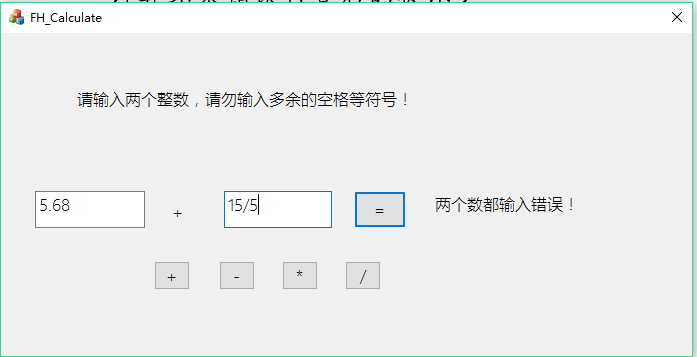 FH_Calculate
请输入两个整数，请勿输入多余的空格等符号！
5.68 + 15/5 = 两个数都输入错误！
+ - * /